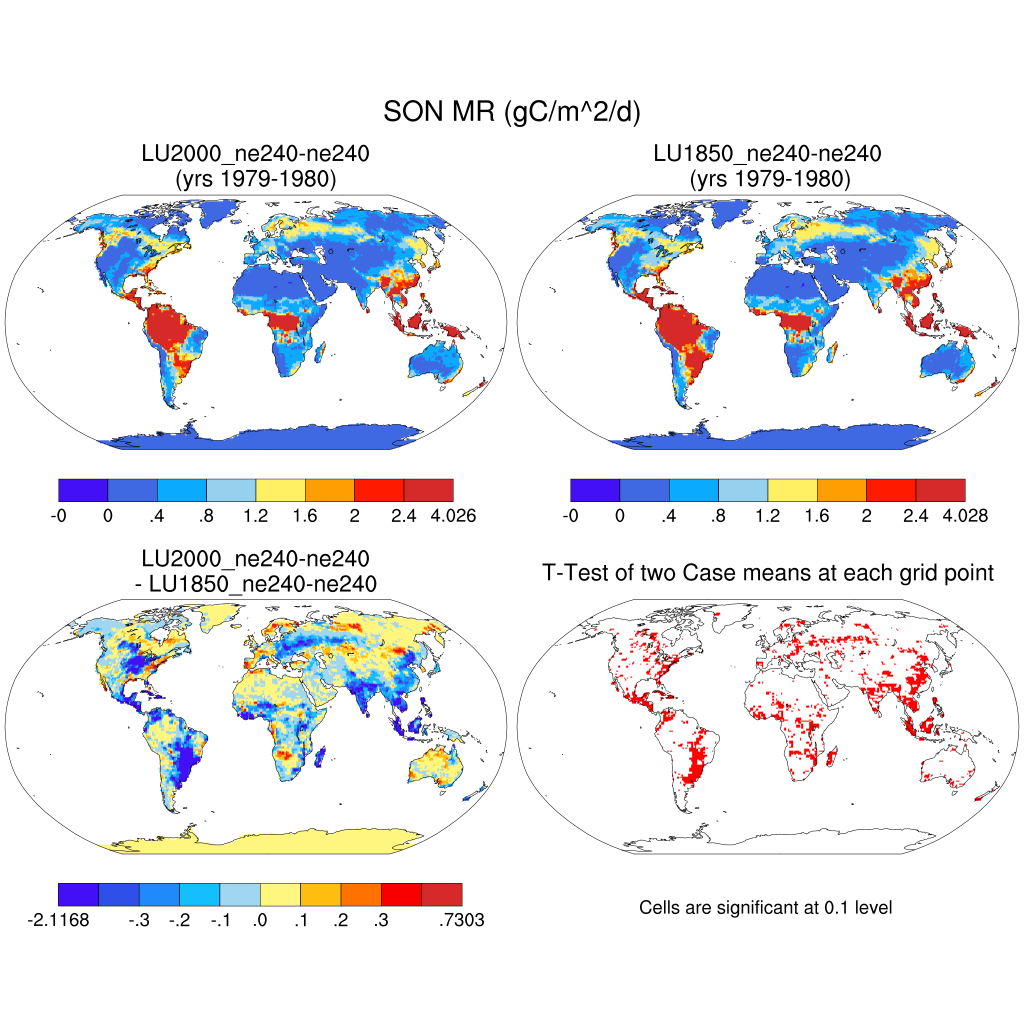 SON MR (gC/m^2/d)
LU2000_ne240-ne240
(yrs 1979-1980)
LU1850_ne240-ne240
(yrs 1979-1980)
-0 0 .4 .8 1.2 1.6 2 2.4 4.026
-0 0 .4 .8 1.2 1.6 2 2.4 4.028
LU2000_ne240-ne240
- LU1850_ne240-ne240
T-Test of two Case means at each grid point
-2.1168 -.3 -.2 -.1 .0 .1 .2 .3 .7303
Cells are significant at 0.1 level